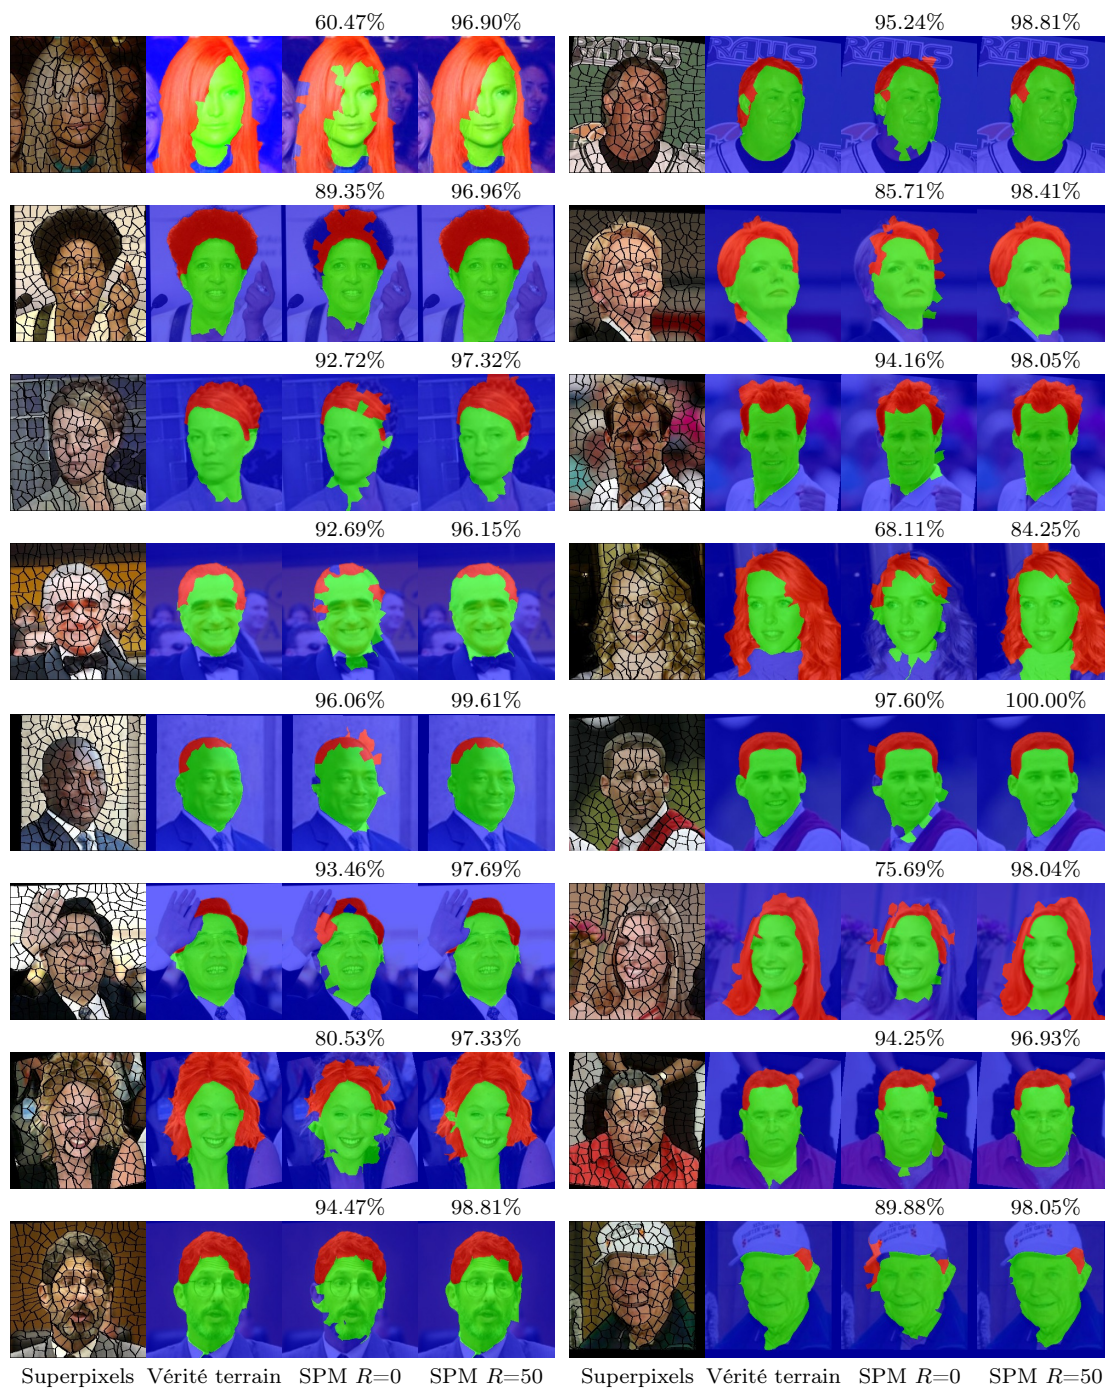 60.47% 96.90% 95.24% 98.81%
89.35% 96.96% 85.71% 98.41%
92.72% 97.32% 94.16% 98.05%
92.69% 96.15% 68.11% 84.25%
96.06% 99.61% 97.60% 100.00%
93.46% 97.69% 75.69% 98.04%
80.53% 97.33% 94.25% 96.93%
94.47% 98.81% 89.88% 98.05%
Superpixels Vérité terrain SPM R=0 SPM R=50 Superpixels Vérité terrain SPM R=0 SPM R=50